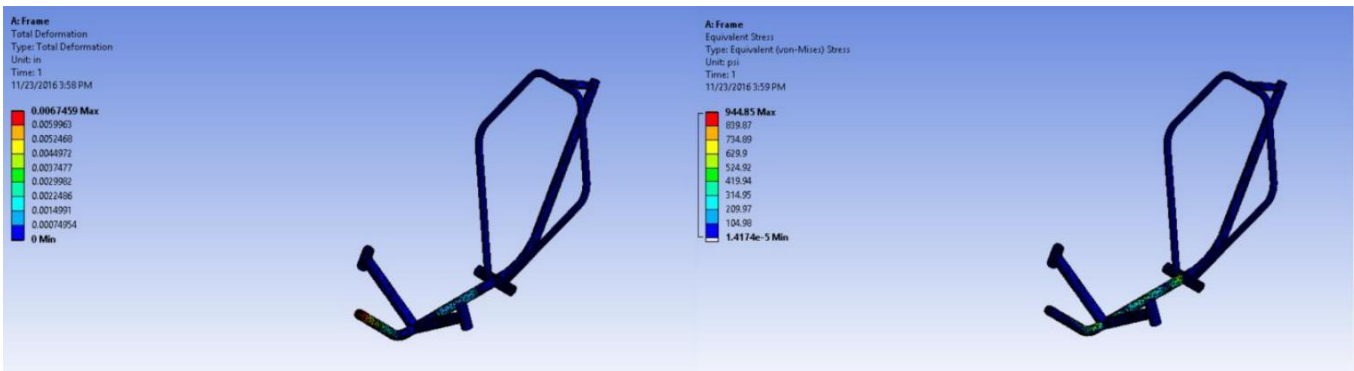 A: Frame
Total Deformation
Type: Total Deformation
Unit: in
Time: 1
11/23/2016 3:58 PM
0.0067459 Max
0.0059963
0.0052468
0.0044972
0.0037477
0.0029982
0.0022486
0.0014991
0.00074954
0 Min
A: Frame
Equivalent Stress
Type: Equivalent (von-Mises) Stress
Unit: psi
Time: 1
11/23/2016 3:59 PM
944.85 Max
839.87
734.89
629.9
524.92
419.94
314.95
209.97
104.98
1.4174e-5 Min